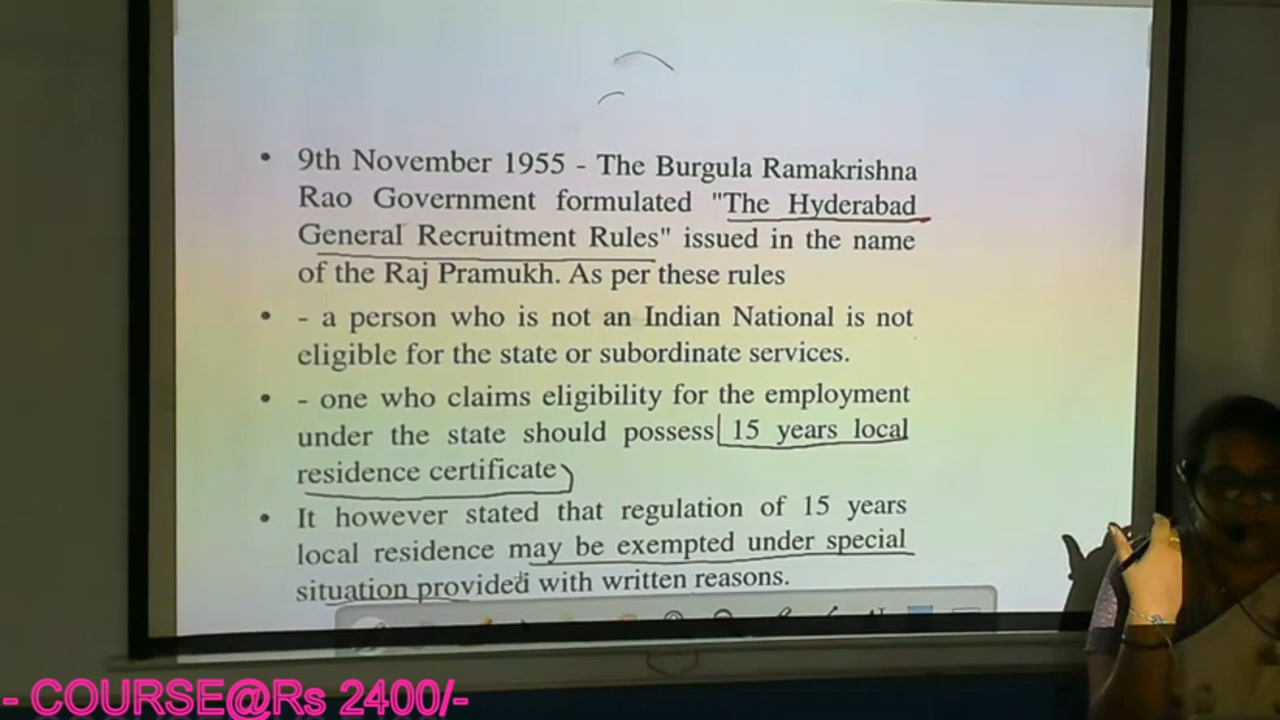 • 9th November 1955 - The Burgula Ramakrishna
Rao Government formulated "The Hyderabad
General Recruitment Rules" issued in the name
of the Raj Pramukh. As per these rules
• - a person who is not an Indian National is not
eligible for the state or subordinate services.
• - one who claims eligibility for the employment
under the state should possess 15 years local
residence certificate
• It however stated that regulation of 15 years
local residence may be exempted under special
situation provided with written reasons.
- COURSE@Rs 2400/-